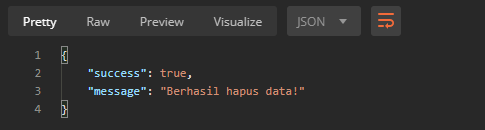 Pretty Raw Preview Visualize JSON
1 {
2 "success": true,
3 "message": "Berhasil hapus data!"
4 }